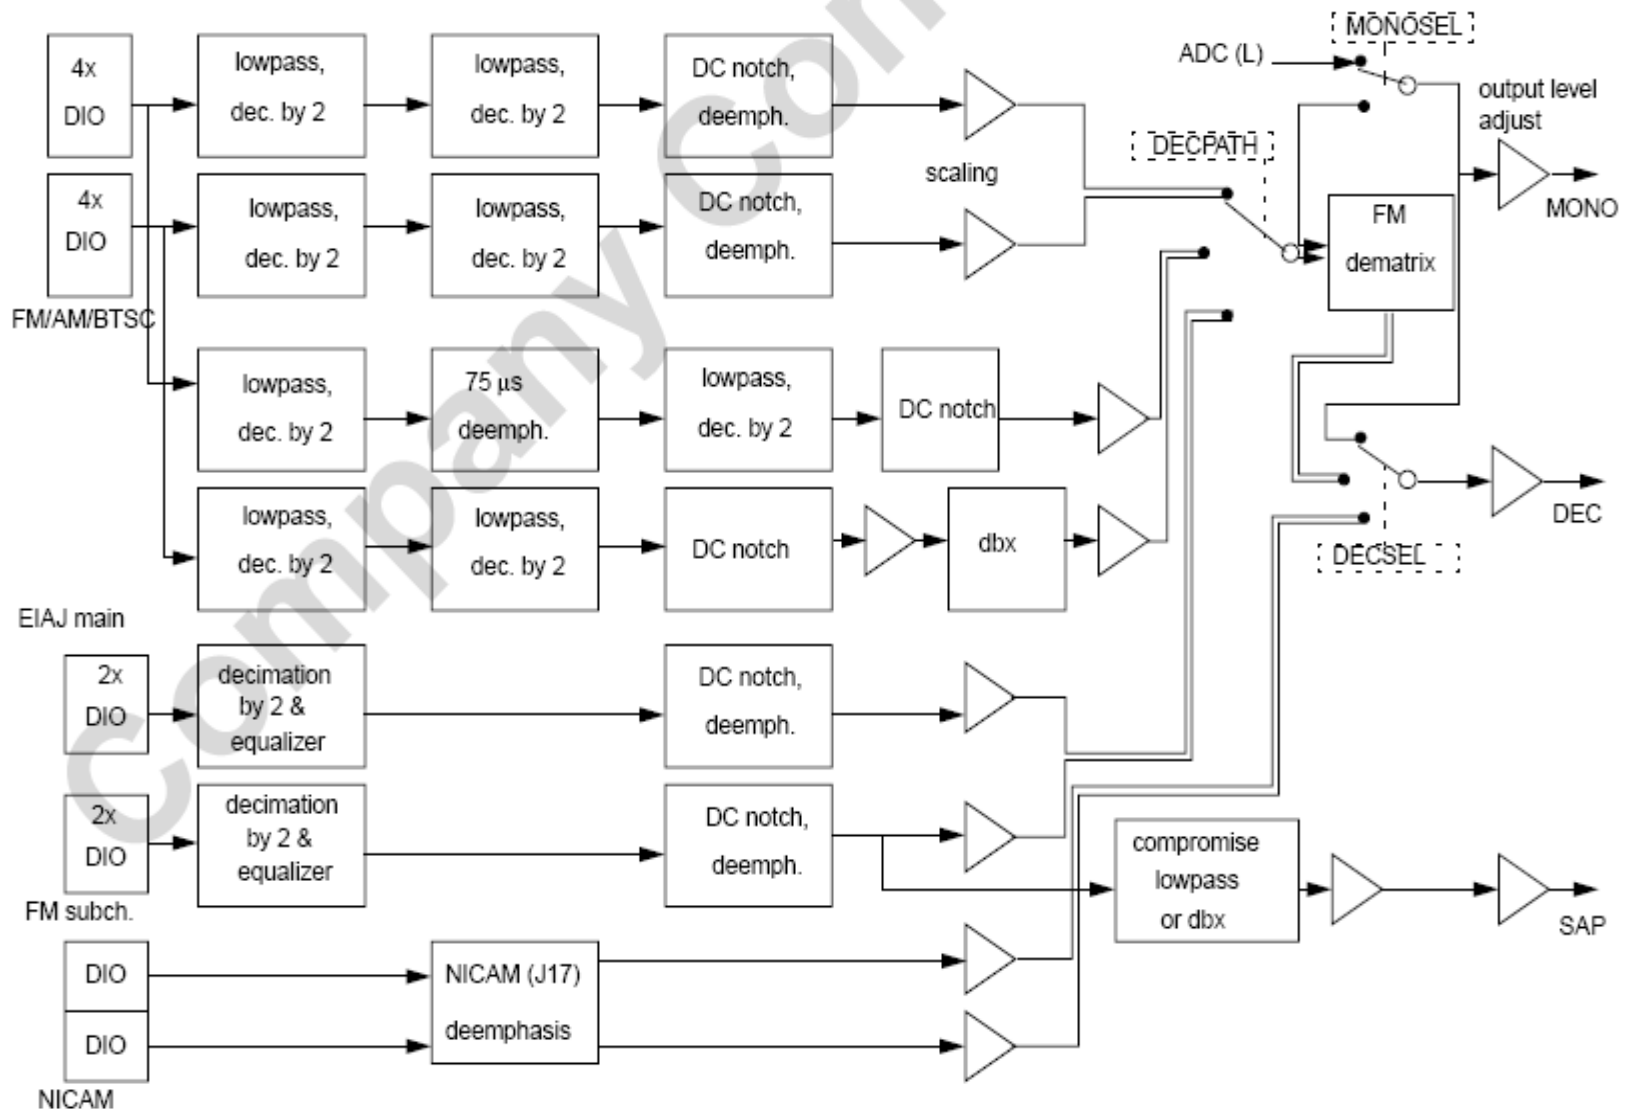 MONOSEL
ADC (L)
4x
DIO
lowpass,
dec. by 2
lowpass,
dec. by 2
DC notch,
deemph.
output level
adjust
DECPATH
scaling
MONO
4x
DIO
lowpass,
dec. by 2
lowpass,
dec. by 2
DC notch,
deemph.
FM
dematrix
FM/AM/BTSC
lowpass,
dec. by 2
75 µs
deemph.
lowpass,
dec. by 2
DC notch
lowpass,
dec. by 2
lowpass,
dec. by 2
DC notch
dbx
DEC
DECSEL
EIAJ main
2x
DIO
decimation
by 2 &
equalizer
DC notch,
deemph.
2x
DIO
decimation
by 2 &
equalizer
DC notch,
deemph.
compromise
lowpass
or dbx
SAP
FM subch.
DIO
NICAM (J17)
deemphasis
DIO
NICAM
Company Con